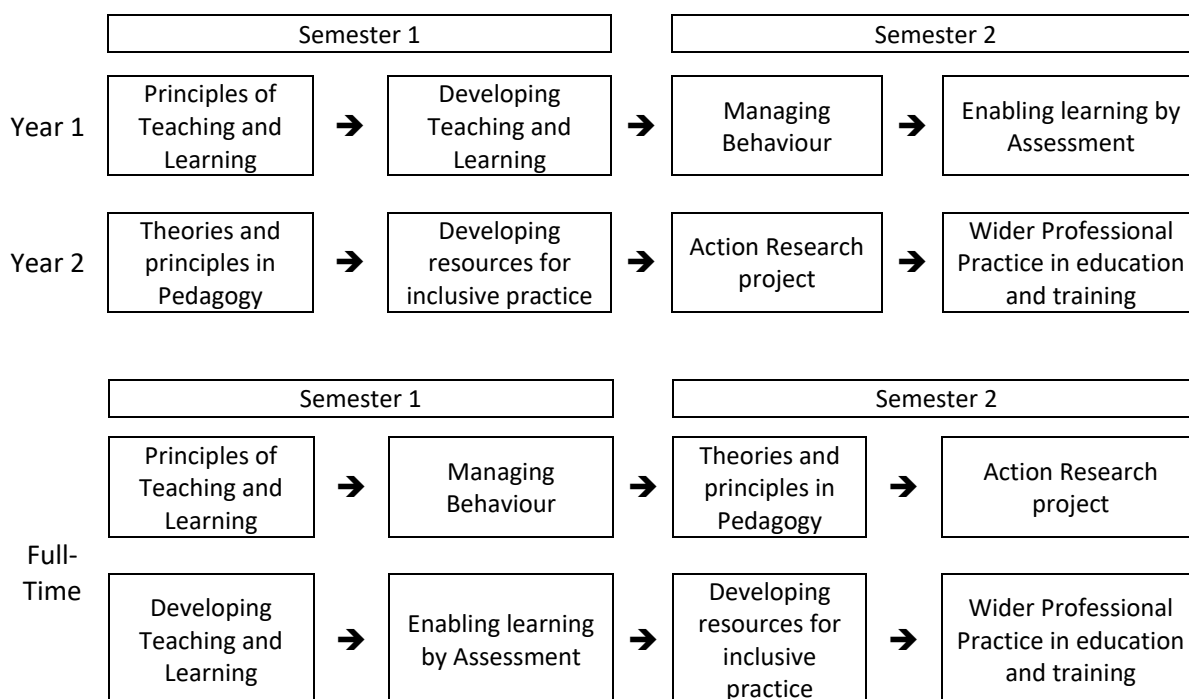 Semester 1
Semester 2
Year 1
Principles of
Teaching and
Learning
➔
Developing
Teaching and
Learning
➔
Managing
Behaviour
➔
Enabling learning by
Assessment
Year 2
Theories and
principles in
Pedagogy
➔
Developing
resources for
inclusive practice
➔
Action Research
project
➔
Wider Professional
Practice in education
and training
Semester 1
Semester 2
Full-
Time
Principles of
Teaching and
Learning
➔
Managing
Behaviour
➔
Theories and
principles in
Pedagogy
➔
Action Research
project
Developing
Teaching and
Learning
➔
Enabling learning
by Assessment
➔
Developing
resources for
inclusive
practice
➔
Wider Professional
Practice in education
and training